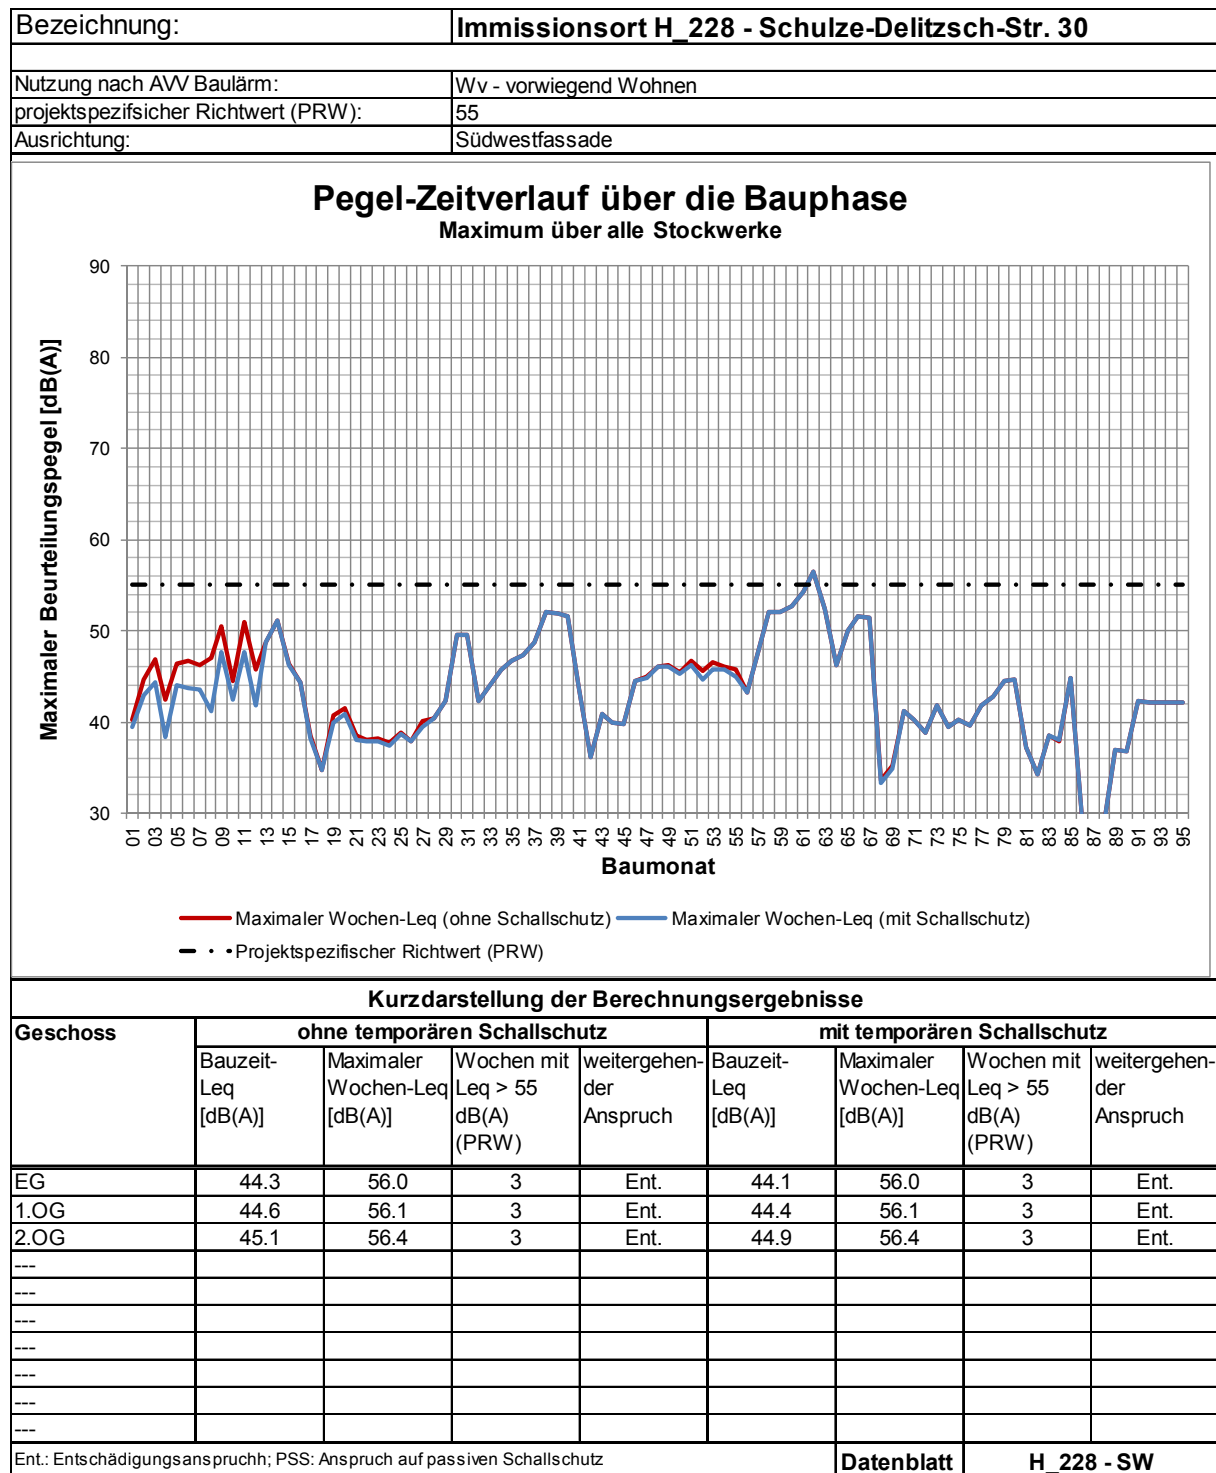 Bezeichnung: Immissionsort H_228 - Schulze-Delitzsch-Str. 30
Nutzung nach AVV Baulärm: Wv - vorwiegend Wohnen
projektspezifsicher Richtwert (PRW): 55
Ausrichtung: Südwestfassade
Pegel-Zeitverlauf über die Bauphase
Maximum über alle Stockwerke
Maximaler Beurteilungspegel [dB(A)]
90
80
70
60
50
40
30
01 03 05 07 09 11 13 15 17 19 21 23 25 27 29 31 33 35 37 39 41 43 45 47 49 51 53 55 57 59 61 63 65 67 69 71 73 75 77 79 81 83 85 87 89 91 93 95
Baumonat
Maximaler Wochen-Leq (ohne Schallschutz) Maximaler Wochen-Leq (mit Schallschutz)
Projektspezifischer Richtwert (PRW)
Kurzdarstellung der Berechnungsergebnisse
Geschoss ohne temporären Schallschutz mit temporären Schallschutz
Bauzeit- Maximaler Wochen mit weitergehen- Bauzeit- Maximaler Wochen mit weitergehen-
Leq Wochen-Leq Leq > 55 der Leq Wochen-Leq Leq > 55 der
[dB(A)] [dB(A)] dB(A) Anspruch [dB(A)] [dB(A)] dB(A) Anspruch
(PRW) (PRW)
EG 44.3 56.0 3 Ent. 44.1 56.0 3 Ent.
1.OG 44.6 56.1 3 Ent. 44.4 56.1 3 Ent.
2.OG 45.1 56.4 3 Ent. 44.9 56.4 3 Ent.
---
---
---
---
---
---
---
Ent.: Entschädigungsanspruchh; PSS: Anspruch auf passiven Schallschutz Datenblatt H_228 - SW